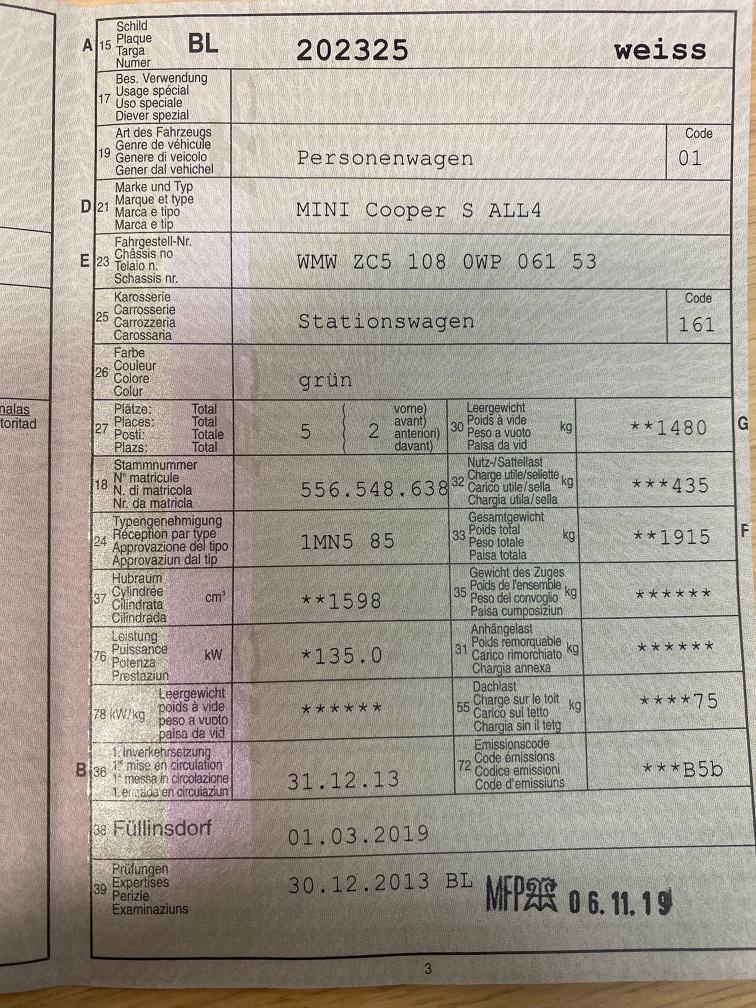 A 15 Schild
Plaque
Targa
Numer
BL 202325 weiss
17 Bes. Verwendung
Usage spécial
Uso speciale
Diever spezial
19 Art des Fahrzeugs
Genre de véhicule
Genere di veicolo
Gener dal vehichel
Personenwagen
Code
01
D 21 Marke und Typ
Marque et type
Marca e tipo
Marca e tip
MINI Cooper S ALL4
E 23 Fahrgestell-Nr.
Châssis no
Telaio n.
Schassis nr.
WMW ZC5 108 0WP 061 53
25 Karosserie
Carrosserie
Carrozzeria
Carossaria
Stationswagen
Code
161
26 Farbe
Couleur
Colore
Colur
grün
nalas
toritad
27 Plätze: Total
Places: Total
Posti: Totale
Plazs: Total
5 ( 2 vorne)
avant)
anteriori)
davant)
30 Leergewicht
Poids à vide
Peso a vuoto
Paisa da vid
kg
**1480
G
18 Stammnummer
N° matricule
N. di matricola
Nr. da matricla
556.548.638
32 Nutz-/Sattellast
Charge utile/sellette
Carico utile/sella
Chargia utila/sella
kg
***435
24 Typengenehmigung
Réception par type
Approvazione del tipo
Approvaziun dal tip
1MN5 85
33 Gesamtgewicht
Poids total
Peso totale
Paisa totala
kg
**1915
F
37 Hubraum
Cylindrée
Cilindrata
Cilindrada
cm³
**1598
35 Gewicht des Zuges
Poids de l'ensemble
Peso del convoglio
Paisa cumposiziun
kg
******
76 Leistung
Puissance
Potenza
Prestaziun
kW
*135.0
31 Anhängelast
Poids remorquable
Carico rimorchiato
Chargia annexa
kg
******
78 kW/kg Leergewicht
poids à vide
peso a vuoto
paisa da vid
******
55 Dachlast
Charge sur le toit
Carico sul tetto
Chargia sin il tetg
kg
****75
B 36 1. Inverkehrsetzung
1re mise en circulation
1a messa in circolazione
1. entrada en circulaziun
31.12.13
72 Emissionscode
Code émissions
Codice emissioni
Code d'emissiuns
***B5b
38 Füllinsdorf
01.03.2019
39 Prüfungen
Expertises
Perizie
Examinaziuns
30.12.2013 BL
MFP 06.11.19
3